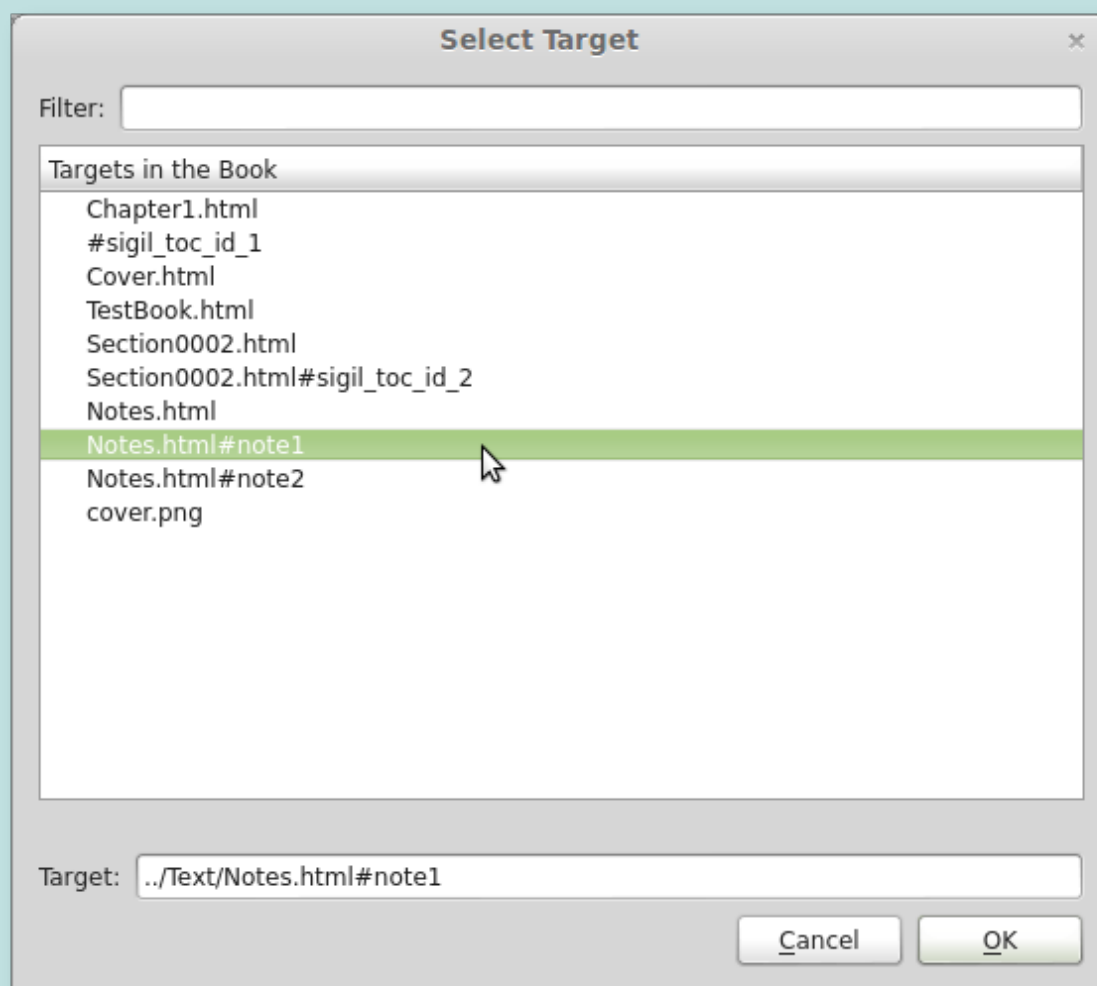 Select Target
Filter:
Targets in the Book
Chapter1.html
#sigil_toc_id_1
Cover.html
TestBook.html
Section0002.html
Section0002.html#sigil_toc_id_2
Notes.html
Notes.html#note1
Notes.html#note2
cover.png
Target: ../Text/Notes.html#note1
Cancel OK